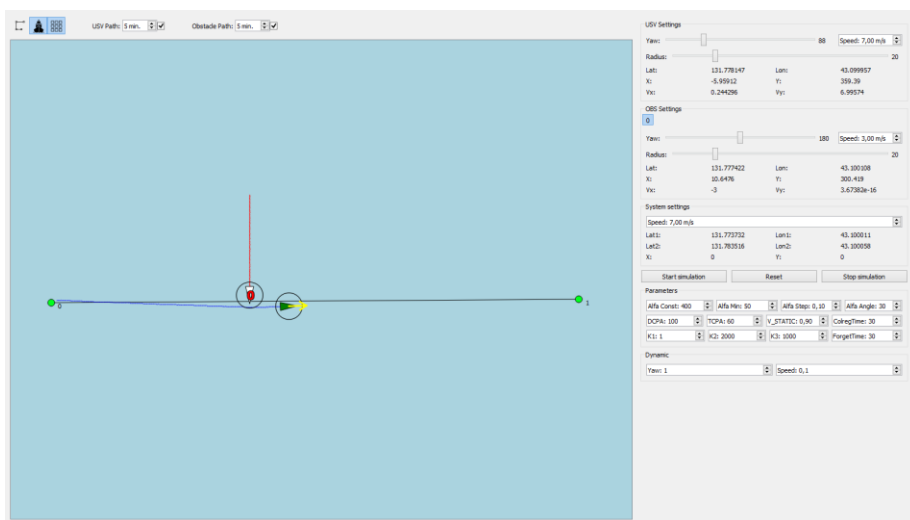 USV Path: 5 min. Obstacle Path: 5 min.
0
1
USV Settings
Yaw: 88 Speed: 7,00 m/s
Radius: 20
Lat: 131.778147 Lon: 43.099957
X: -5.95912 Y: 359.39
Vx: 0.244296 Vy: 6.99574
OBS Settings
0
Yaw: 180 Speed: 3,00 m/s
Radius: 20
Lat: 131.777422 Lon: 43.100108
X: 10.6476 Y: 300.419
Vx: -3 Vy: 3.67382e-16
System settings
Speed: 7,00 m/s
Lat1: 131.773732 Lon1: 43.100011
Lat2: 131.783516 Lon2: 43.100058
X: 0 Y: 0
Start simulation Reset Stop simulation
Parameters
Alfa Const: 400 Alfa Min: 50 Alfa Step: 0,10 Alfa Angle: 30
DCPA: 100 TCPA: 60 V_STATIC: 0,90 ColregTime: 30
K1: 1 K2: 2000 K3: 1000 ForgetTime: 30
Dynamic
Yaw: 1 Speed: 0,1